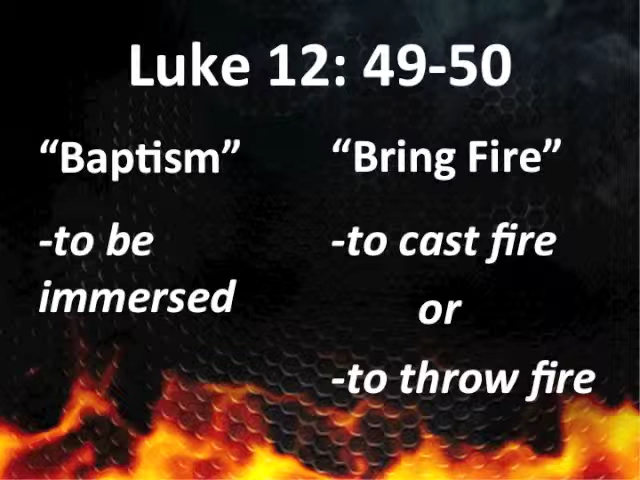 Luke 12: 49-50
“Baptism”
-to be
immersed
“Bring Fire”
-to cast fire
or
-to throw fire